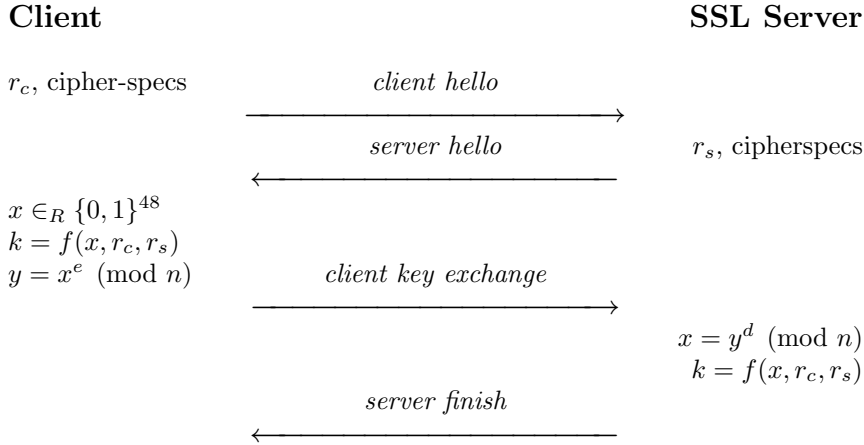 Client SSL Server
r_c, cipher-specs client hello
server hello r_s, cipherspecs
x ∈_R {0, 1}^48
k = f(x, r_c, r_s)
y = x^e (mod n) client key exchange
x = y^d (mod n)
k = f(x, r_c, r_s)
server finish